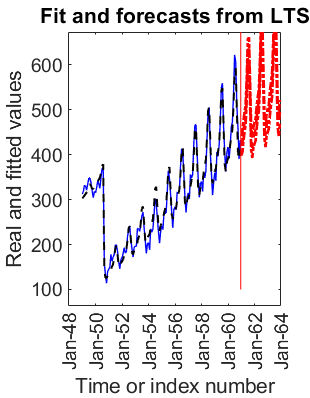 Fit and forecasts from LTS
Real and fitted values
600
500
400
300
200
100
Jan-48
Jan-50
Jan-52
Jan-54
Jan-56
Jan-58
Jan-60
Jan-62
Jan-64
Time or index number